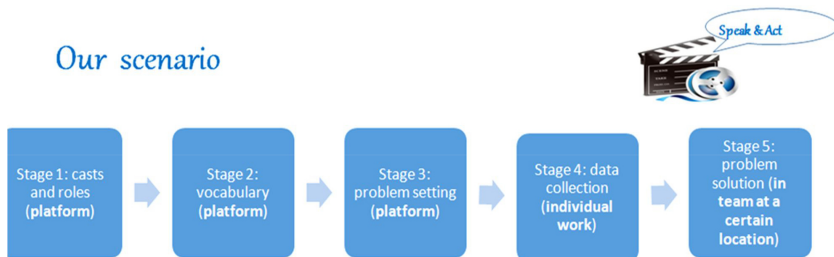 Speak & Act
Our scenario
Stage 1: casts
and roles
(platform)
Stage 2:
vocabulary
(platform)
Stage 3:
problem setting
(platform)
Stage 4: data
collection
(individual
work)
Stage 5:
problem
solution (in
team at a
certain
location)